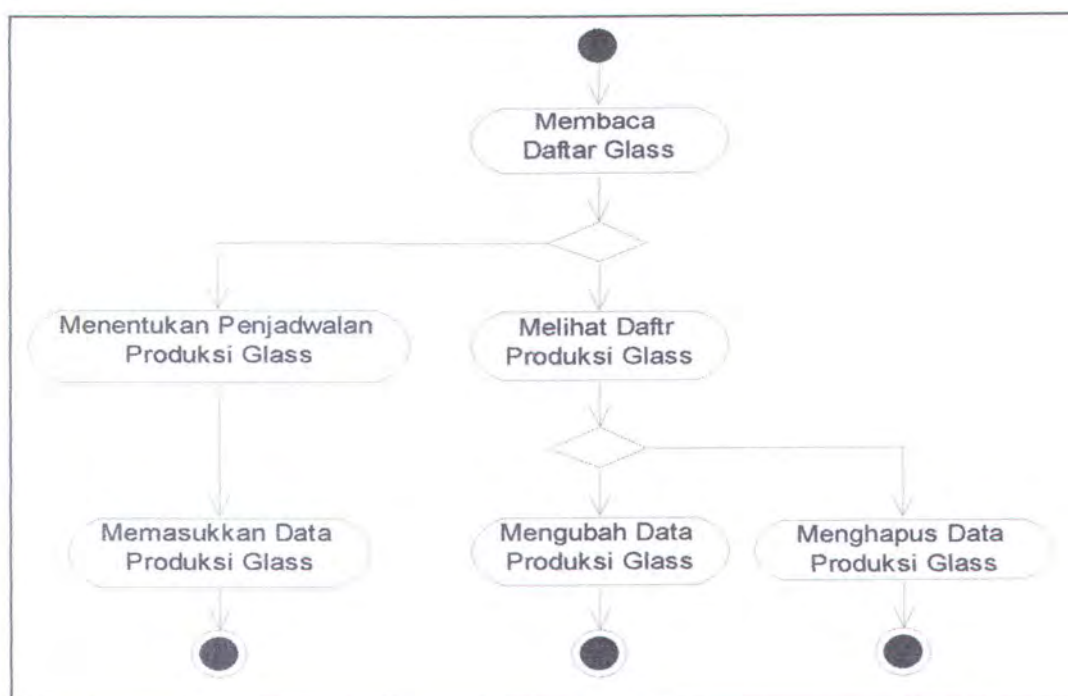 Membaca
Daftar Glass
Menentukan Penjadwalan
Produksi Glass
Melihat Daftr
Produksi Glass
Memasukkan Data
Produksi Glass
Mengubah Data
Produksi Glass
Menghapus Data
Produksi Glass